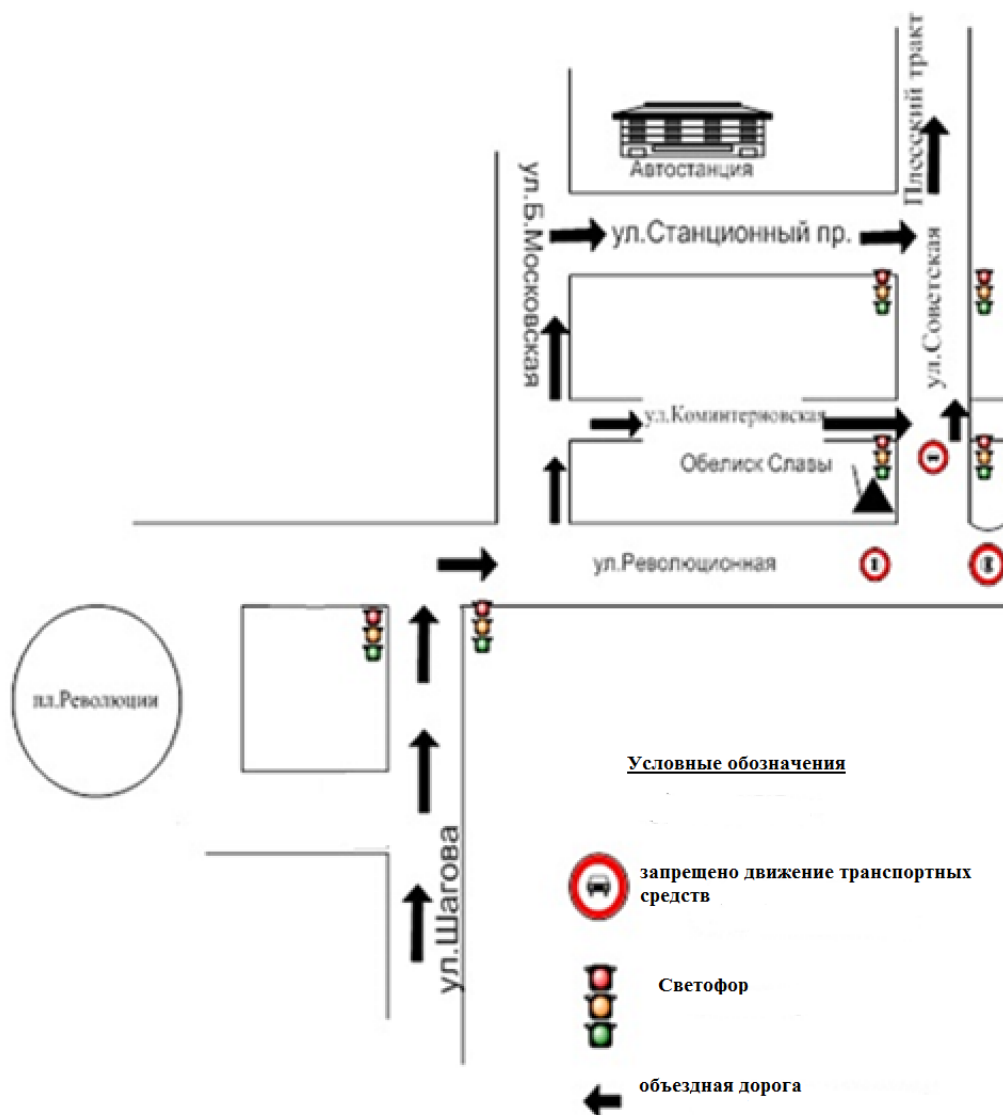 Автостанция
Плесский тракт
ул.Б.Московская
ул.Станционный пр.
ул.Советская
ул.Коминтерновская
Обелиск Славы
ул.Революционная
пл.Революции
ул.Шагова
Условные обозначения
запрещено движение транспортных
средств
Светофор
объездная дорога